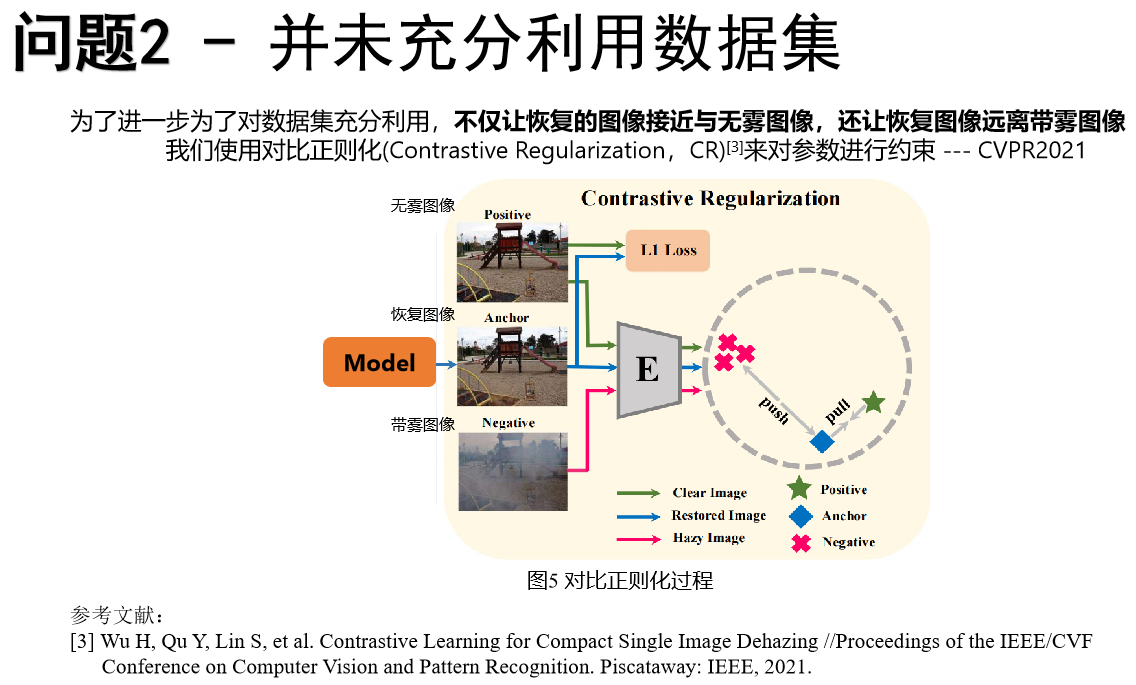 问题2 - 并未充分利用数据集
为了进一步为了对数据集充分利用，不仅让恢复的图像接近与无雾图像，还让恢复图像远离带雾图像
我们使用对比正则化(Contrastive Regularization，CR)[3]来对参数进行约束 --- CVPR2021
Contrastive Regularization
无雾图像
Positive
L1 Loss
恢复图像
Anchor
Model
E
push
pull
带雾图像
Negative
Clear Image
Positive
Restored Image
Anchor
Hazy Image
Negative
图5 对比正则化过程
参考文献：
[3] Wu H, Qu Y, Lin S, et al. Contrastive Learning for Compact Single Image Dehazing //Proceedings of the IEEE/CVF
Conference on Computer Vision and Pattern Recognition. Piscataway: IEEE, 2021.